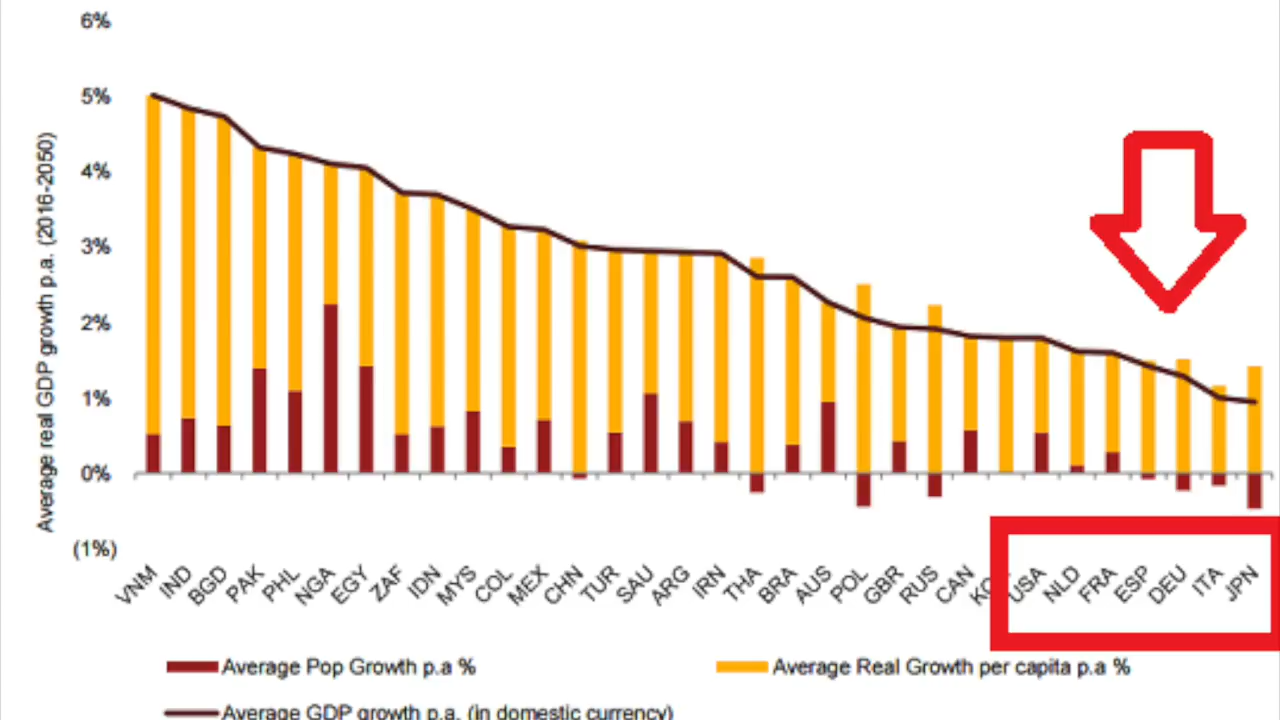 6%
5%
4%
3%
2%
1%
0%
(1%)
Average real GDP growth p.a. (2016-2050)
VNM IND BGD PAK PHL NGA EGY ZAF IDN MYS COL MEX CHN TUR SAU ARG IRN THA BRA AUS POL GBR RUS CAN USA NLD FRA ESP DEU ITA JPN
Average Pop Growth p.a %
Average Real Growth per capita p.a %
Average GDP growth p.a. (in domestic currency)